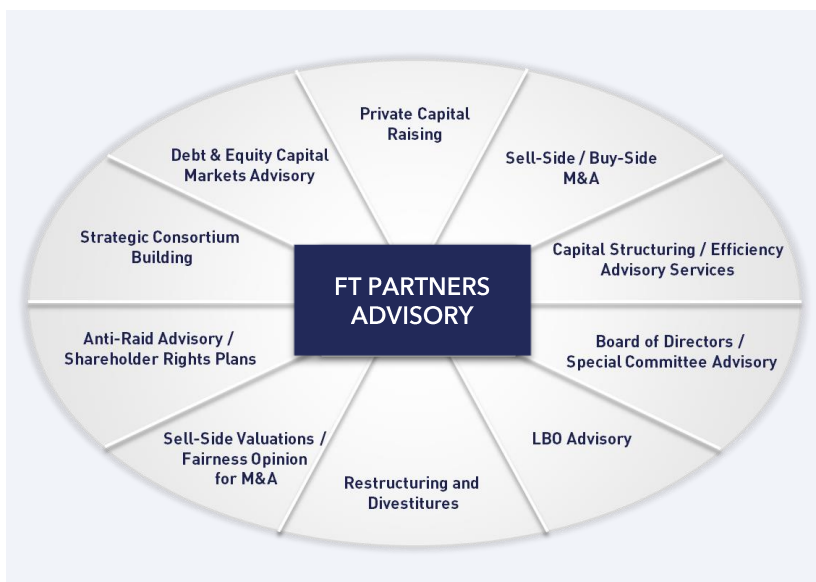 Private Capital
Raising
Sell-Side / Buy-Side
M&A
Capital Structuring / Efficiency
Advisory Services
Board of Directors /
Special Committee Advisory
LBO Advisory
Restructuring and
Divestitures
Sell-Side Valuations /
Fairness Opinion
for M&A
Anti-Raid Advisory /
Shareholder Rights Plans
Strategic Consortium
Building
Debt & Equity Capital
Markets Advisory
FT PARTNERS
ADVISORY